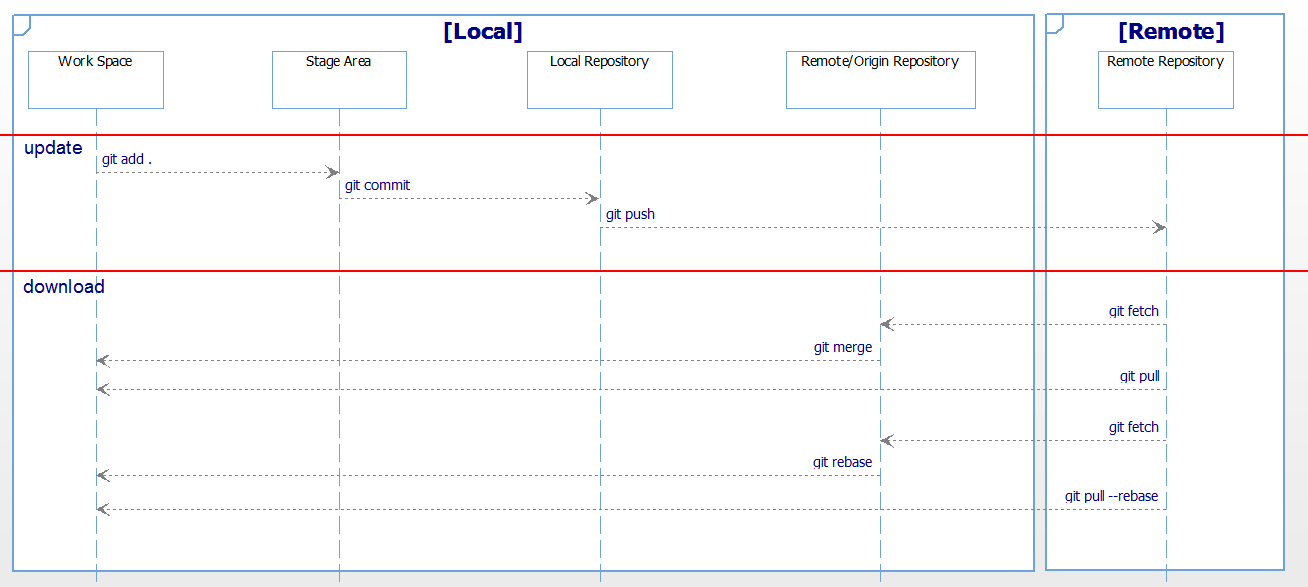 [Local]
[Remote]
Work Space
Stage Area
Local Repository
Remote/Origin Repository
Remote Repository
update
git add .
git commit
git push
download
git fetch
git merge
git pull
git fetch
git rebase
git pull --rebase